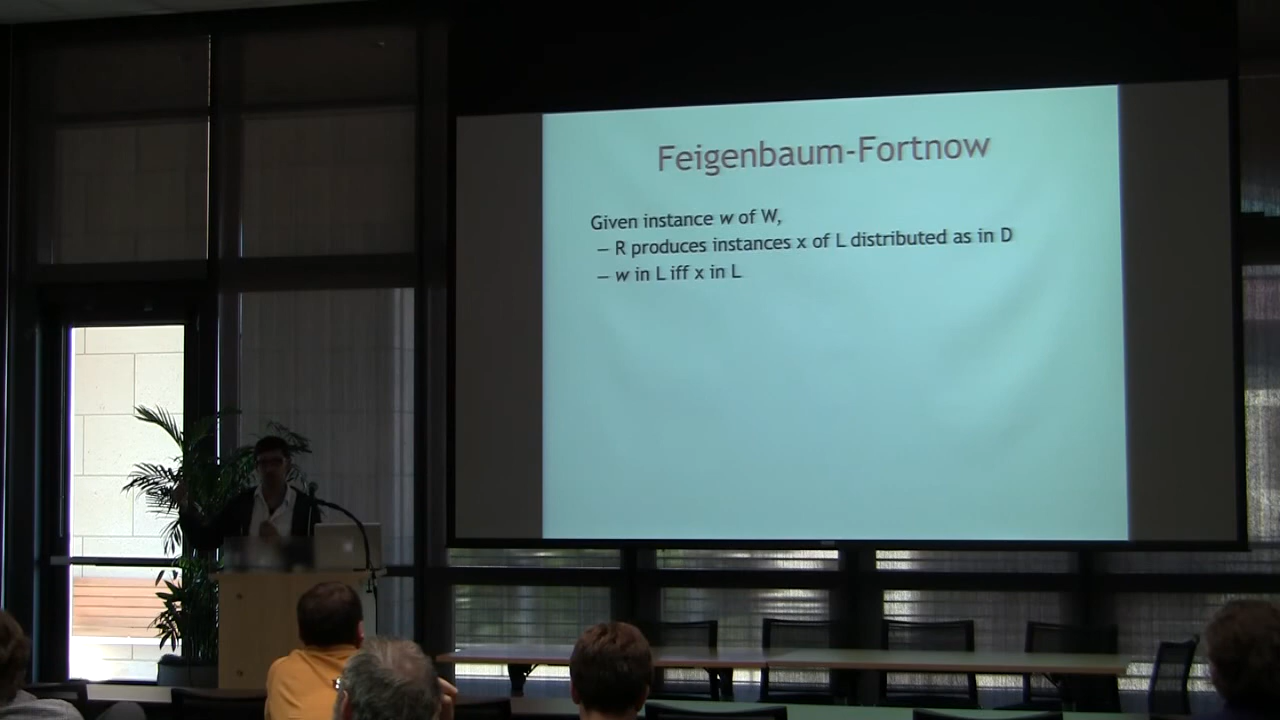 Feigenbaum-Fortnow
Given instance w of W,
– R produces instances x of L distributed as in D
– w in L iff x in L